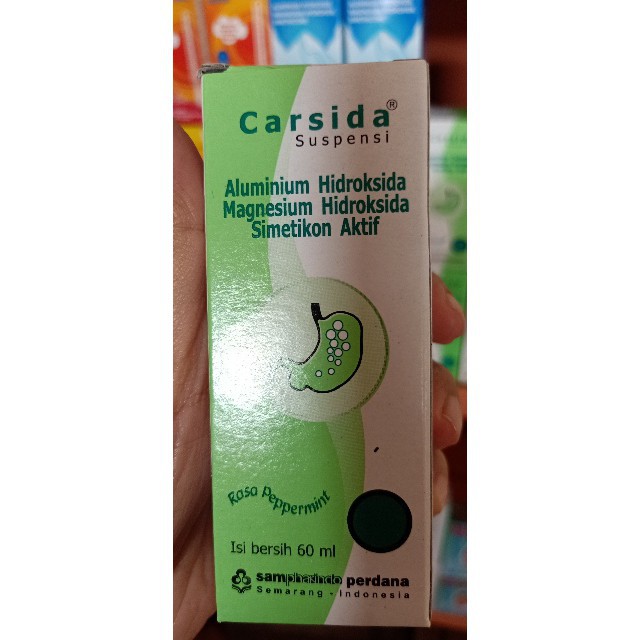 Carsida®
Suspensi
Aluminium Hidroksida
Magnesium Hidroksida
Simetikon Aktif
Rasa Peppermint
Isi bersih 60 ml
sampharindo perdana
Semarang - Indonesia